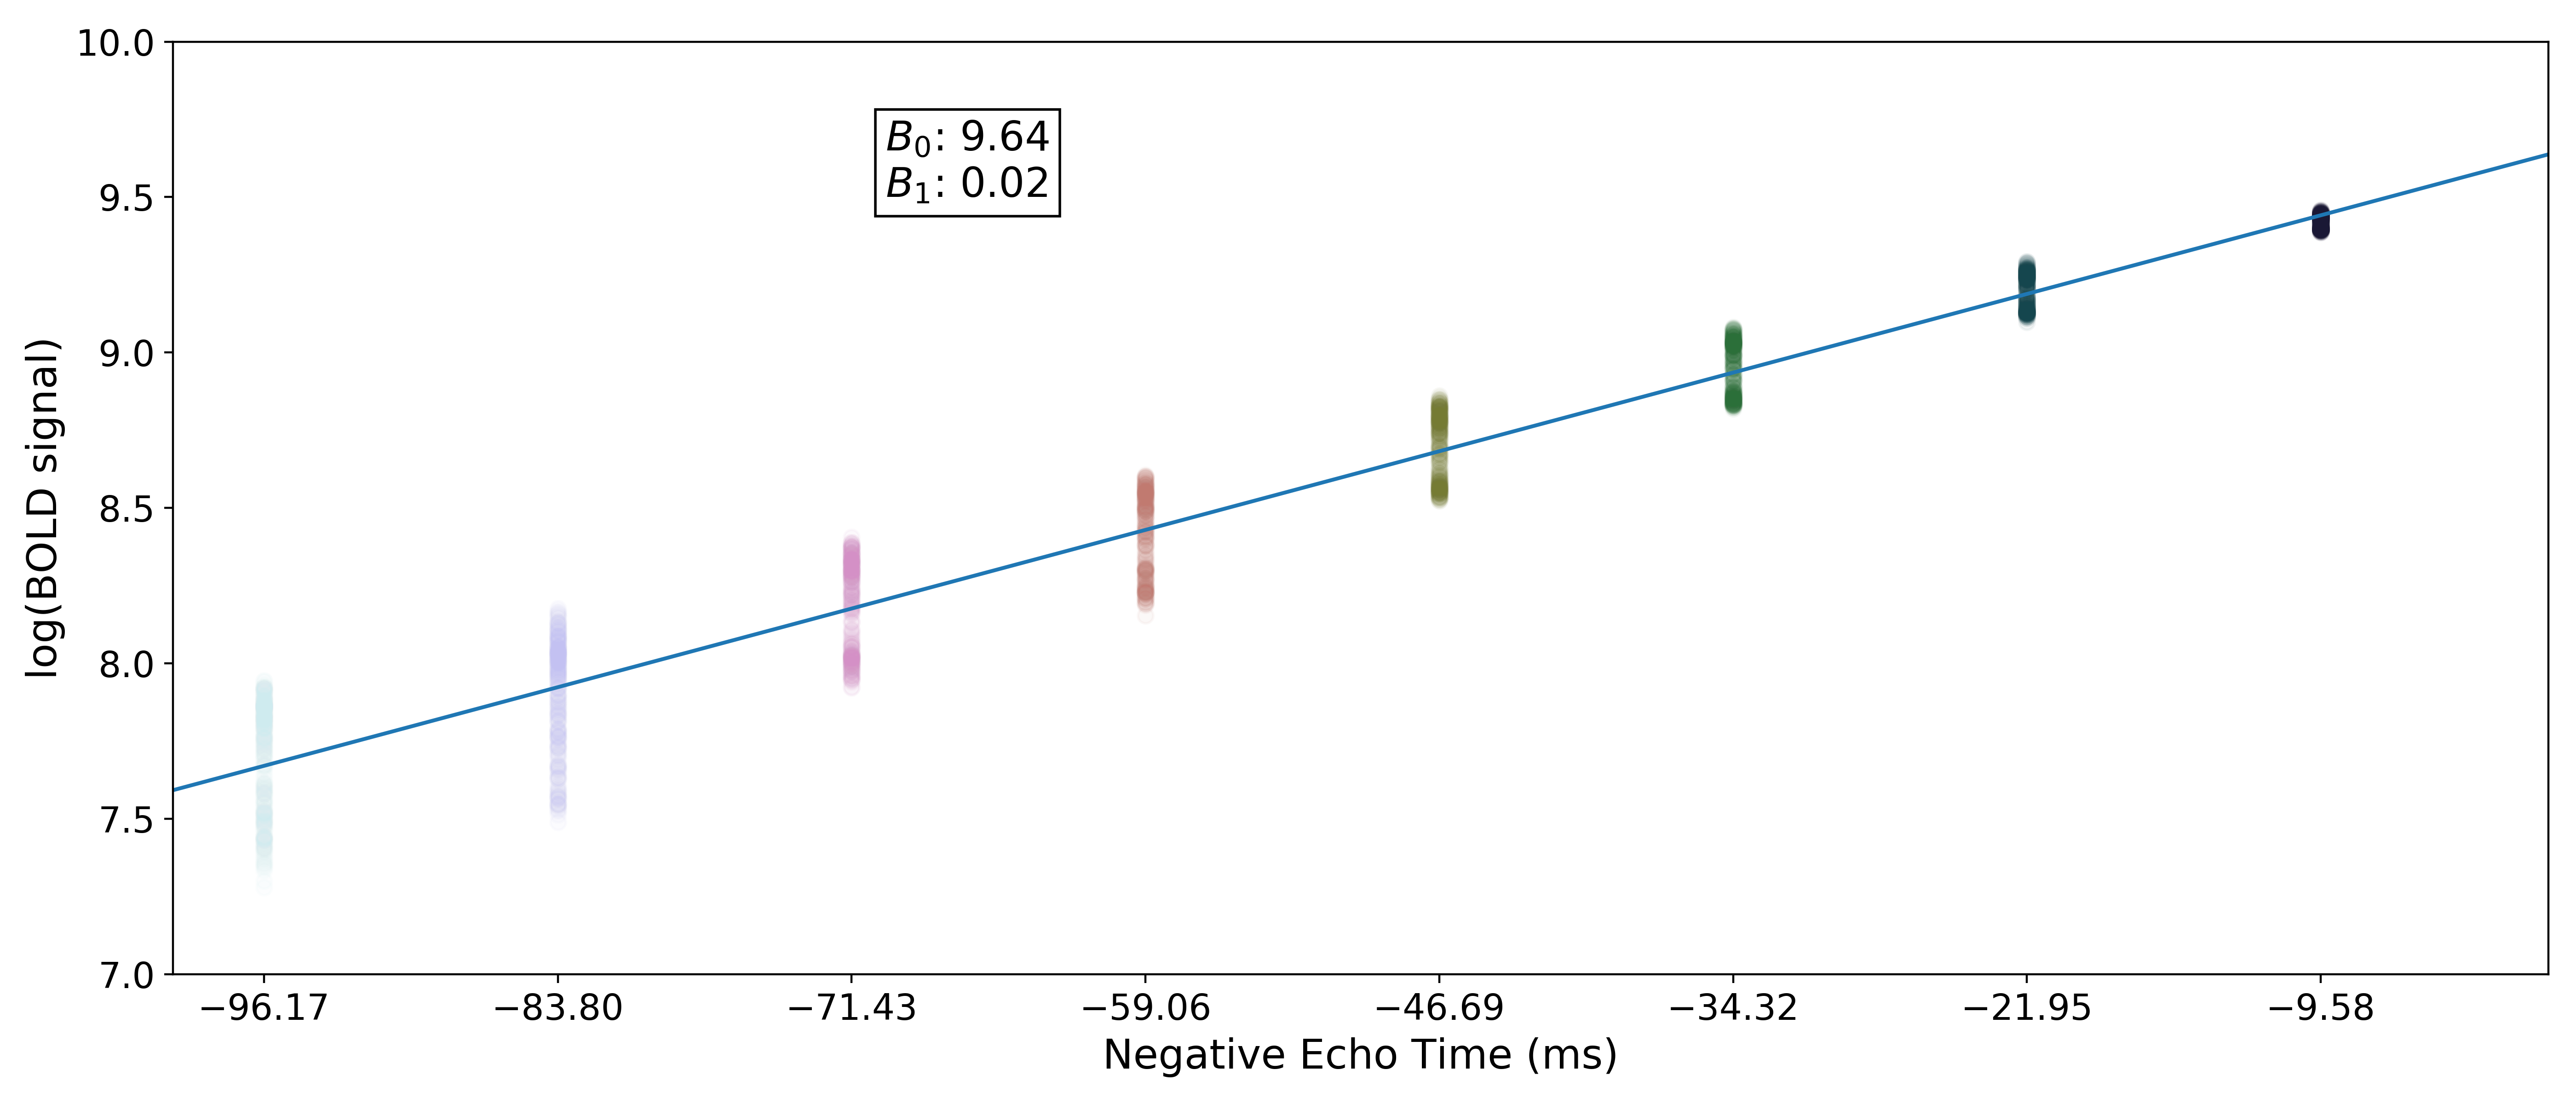 10.0
9.5
9.0
8.5
8.0
7.5
7.0
log(BOLD signal)
B₀: 9.64
B₁: 0.02
−96.17 −83.80 −71.43 −59.06 −46.69 −34.32 −21.95 −9.58
Negative Echo Time (ms)